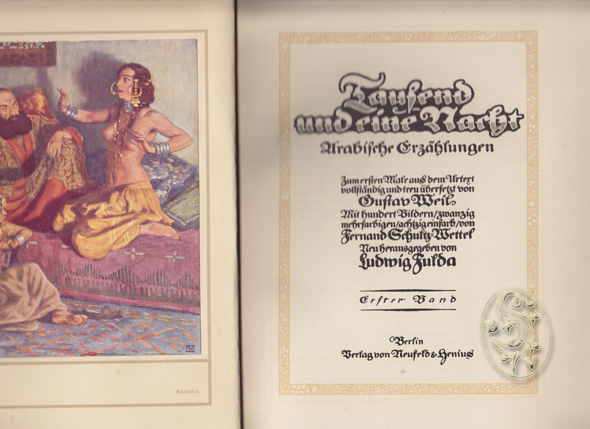 Tausend
und eine Nacht
Arabische Erzählungen
Zum ersten Male aus dem Urtext
vollständig und treu übersetzt von
Gustav Weil
Mit hundert Bildern/zwanzig
mehrfarbigen/achtzig einfarb/von
Fernand Schultz-Wettel
Neu herausgegeben von
Ludwig Fulda
Erster Band
Berlin
Verlag von Neufeld & Henius